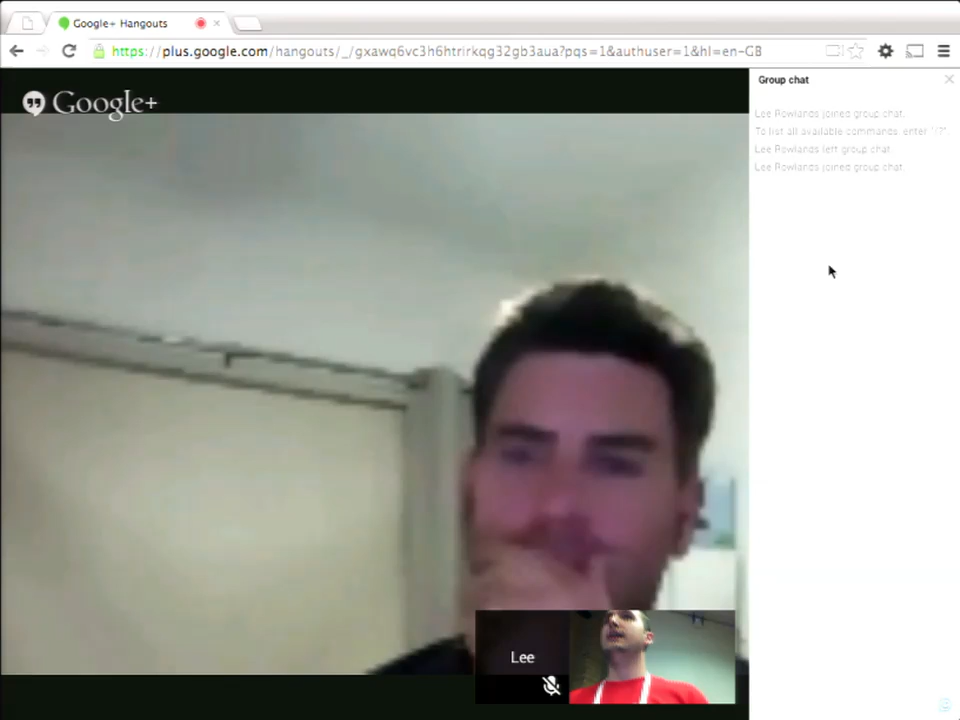 Google+ Hangouts
https://plus.google.com/hangouts/_/gxawq6vc3h6htrirkqg32gb3aua?pqs=1&authuser=1&hl=en-GB
Google+
Group chat
Lee Rowlands joined group chat.
To list all available commands, enter "/?".
Lee Rowlands left group chat.
Lee Rowlands joined group chat.
Lee